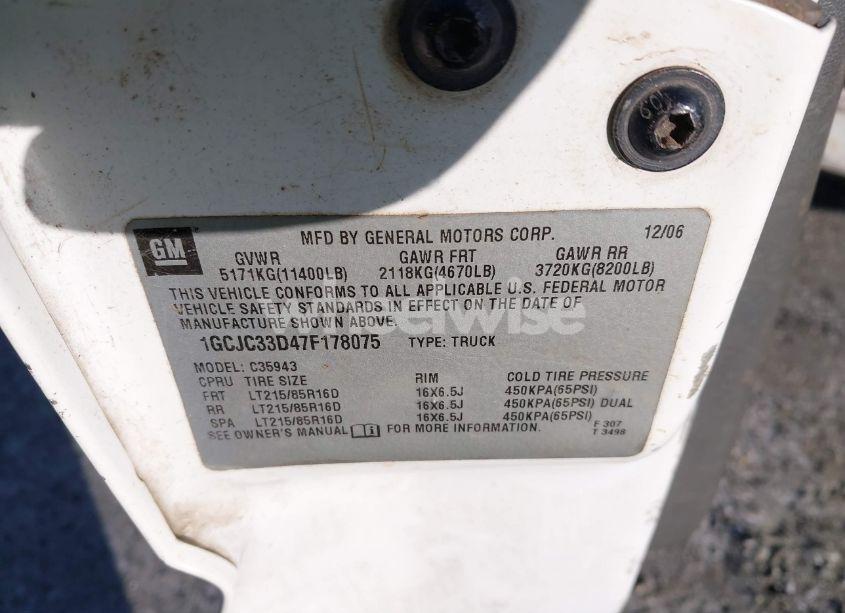 GM
MFD BY GENERAL MOTORS CORP. 12/06
GVWR GAWR FRT GAWR RR
5171KG(11400LB) 2118KG(4670LB) 3720KG(8200LB)
THIS VEHICLE CONFORMS TO ALL APPLICABLE U.S. FEDERAL MOTOR
VEHICLE SAFETY STANDARDS IN EFFECT ON THE DATE OF
MANUFACTURE SHOWN ABOVE.
1GCJC33D47F178075 TYPE: TRUCK
MODEL: C35943
CPRU TIRE SIZE RIM COLD TIRE PRESSURE
FRT LT215/85R16D 16X6.5J 450KPA(65PSI)
RR LT215/85R16D 16X6.5J 450KPA(65PSI) DUAL
SPA LT215/85R16D 16X6.5J 450KPA(65PSI)
SEE OWNER'S MANUAL FOR MORE INFORMATION.
F 307
T 3498
10.9